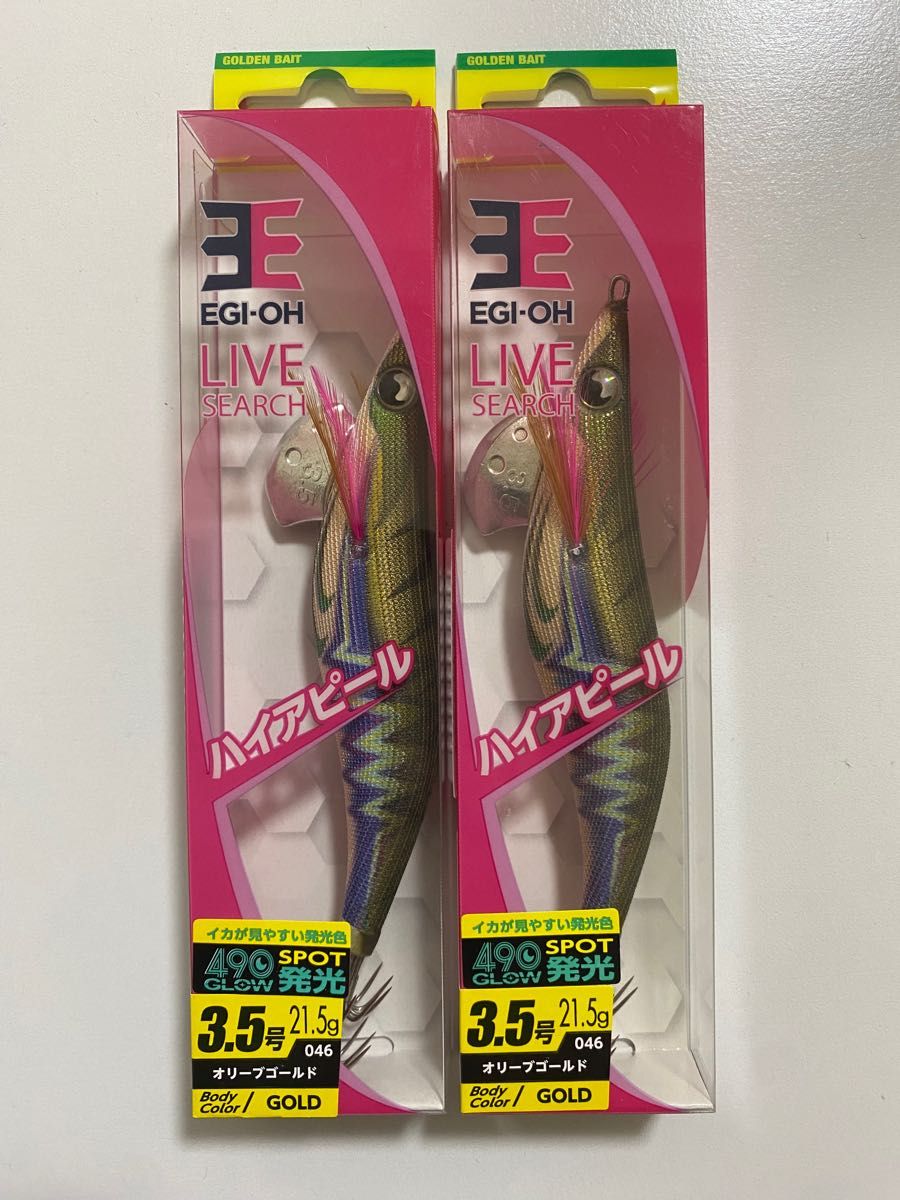 GOLDEN BAIT
EGI-OH
LIVE
SEARCH
3.5
ハイアピール
イカが見やすい発光色
490
GLOW
SPOT
発光
3.5号 21.5g
046
オリーブゴールド
Body
Color/ GOLD
GOLDEN BAIT
EGI-OH
LIVE
SEARCH
3.5
ハイアピール
イカが見やすい発光色
490
GLOW
SPOT
発光
3.5号 21.5g
046
オリーブゴールド
Body
Color/ GOLD